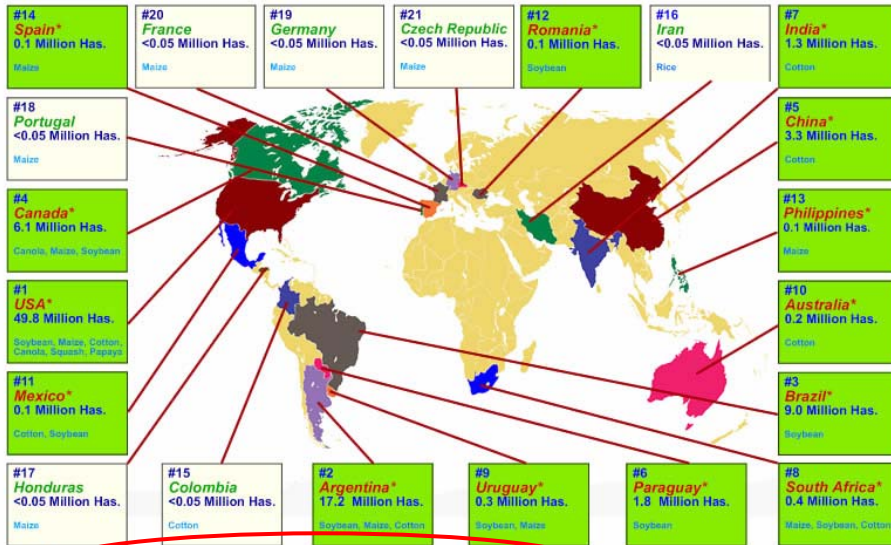 #14
Spain*
0.1 Million Has.
Maize
#20
France
<0.05 Million Has.
Maize
#19
Germany
<0.05 Million Has.
Maize
#21
Czech Republic
<0.05 Million Has.
Maize
#12
Romania*
0.1 Million Has.
Soybean
#16
Iran
<0.05 Million Has.
Rice
#7
India*
1.3 Million Has.
Cotton
#18
Portugal
<0.05 Million Has.
Maize
#5
China*
3.3 Million Has.
Cotton
#4
Canada*
6.1 Million Has.
Canola, Maize, Soybean
#13
Philippines*
0.1 Million Has.
Maize
#1
USA*
49.8 Million Has.
Soybean, Maize, Cotton,
Canola, Squash, Papaya
#10
Australia*
0.2 Million Has.
Cotton
#11
Mexico*
0.1 Million Has.
Cotton, Soybean
#3
Brazil*
9.0 Million Has.
Soybean
#17
Honduras
<0.05 Million Has.
Maize
#15
Colombia
<0.05 Million Has.
Cotton
#2
Argentina*
17.2 Million Has.
Soybean, Maize, Cotton
#9
Uruguay*
0.3 Million Has.
Soybean, Maize
#6
Paraguay*
1.8 Million Has.
Soybean
#8
South Africa*
0.4 Million Has.
Maize, Soybean, Cotton